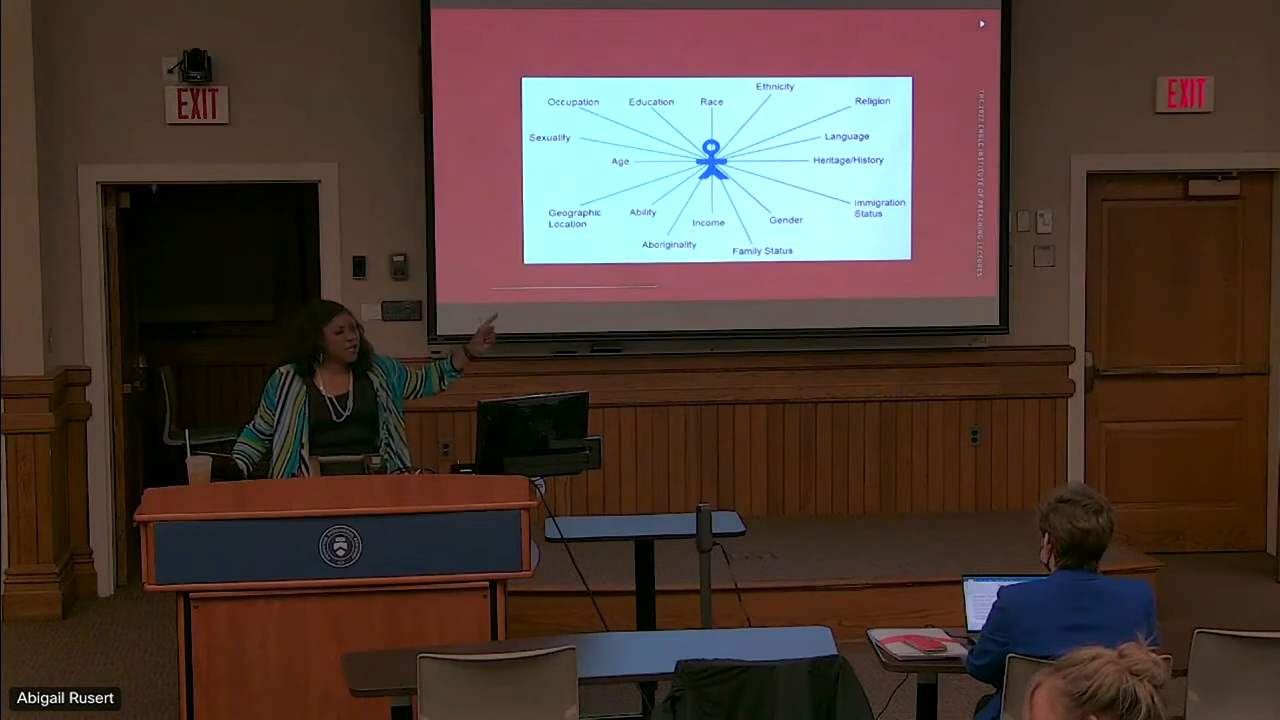 EXIT
EXIT
Ethnicity
Occupation
Education
Race
Religion
Sexuality
Language
Age
Heritage/History
Geographic
Location
Ability
Income
Gender
Immigration
Status
Aboriginality
Family Status
THE 2022 ENGLE INSTITUTE OF PREACHING LECTURES
Abigail Rusert